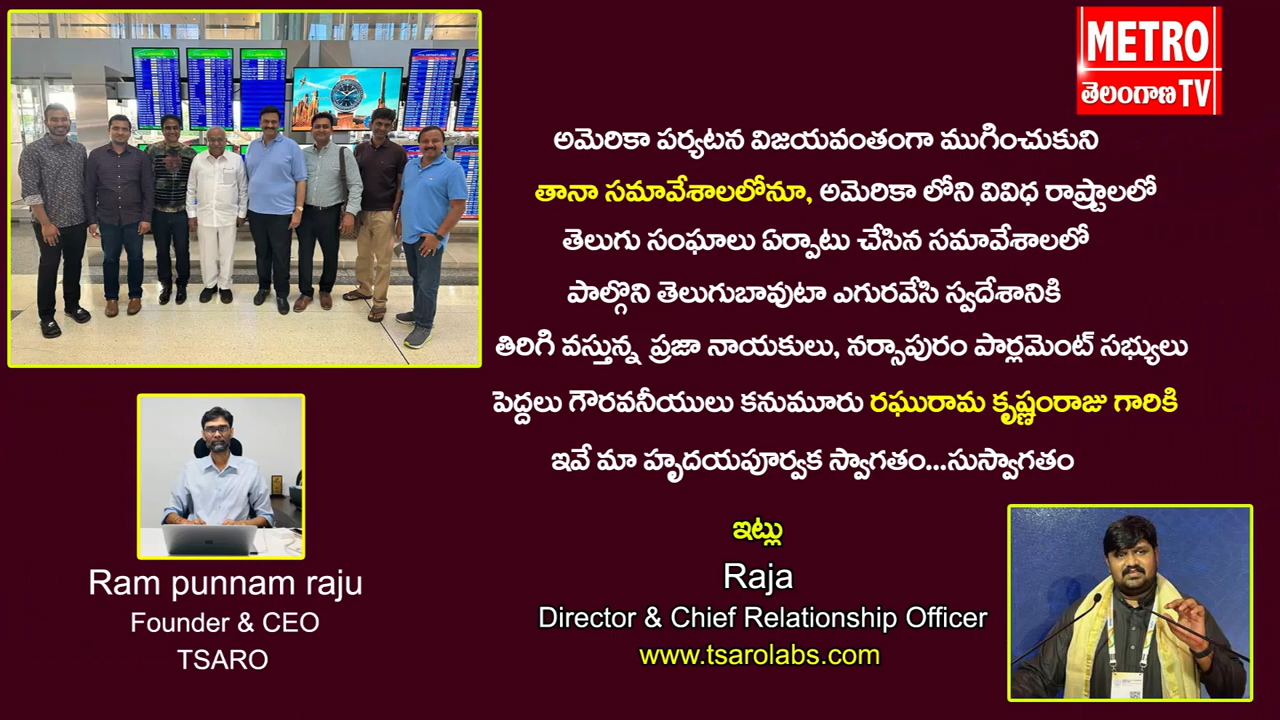 METRO
తెలంగాణ TV
అమెరికా పర్యటన విజయవంతంగా ముగించుకుని
తానా సమావేశాలలోనూ, అమెరికా లోని వివిధ రాష్ట్రాలలో
తెలుగు సంఘాలు ఏర్పాటు చేసిన సమావేశాలలో
పాల్గొని తెలుగుబావుటా ఎగురవేసి స్వదేశానికి
తిరిగి వస్తున్న ప్రజా నాయకులు, నర్సాపురం పార్లమెంట్ సభ్యులు
పెద్దలు గౌరవనీయులు కనుమూరు రఘురామ కృష్ణంరాజు గారికి
ఇవే మా హృదయపూర్వక స్వాగతం...సుస్వాగతం
ఇట్లు
Raja
Director & Chief Relationship Officer
www.tsarolabs.com
Ram punnam raju
Founder & CEO
TSARO